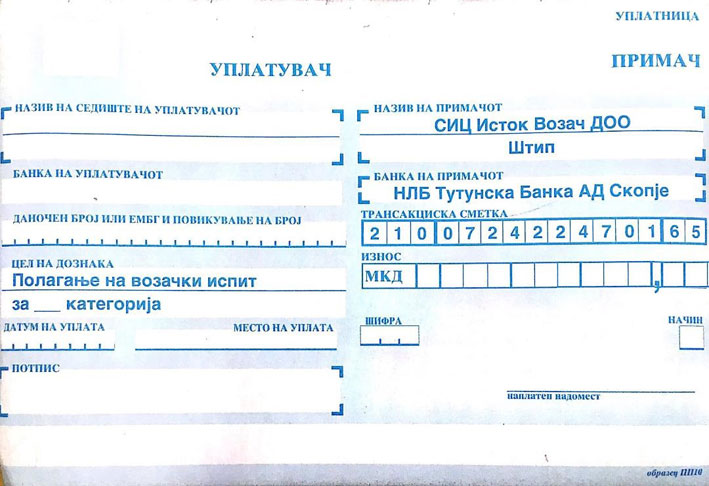 УПЛАТНИЦА
УПЛАТУВАЧ
ПРИМАЧ
НАЗИВ НА СЕДИШТЕ НА УПЛАТУВАЧОТ
БАНКА НА УПЛАТУВАЧОТ
ДАНОЧЕН БРОЈ ИЛИ ЕМБГ И ПОВИКУВАЊЕ НА БРОЈ
ЦЕЛ НА ДОЗНАКА
Полагање на возачки испит
за ___ категорија
ДАТУМ НА УПЛАТА
МЕСТО НА УПЛАТА
ПОТПИС
НАЗИВ НА ПРИМАЧОТ
СИЦ Исток Возач ДОО
Штип
БАНКА НА ПРИМАЧОТ
НЛБ Тутунска Банка АД Скопје
ТРАНСАКЦИСКА СМЕТКА
210072422470165
ИЗНОС
МКД ,
ШИФРА
НАЧИН
наплатен надомест
образец ПП10